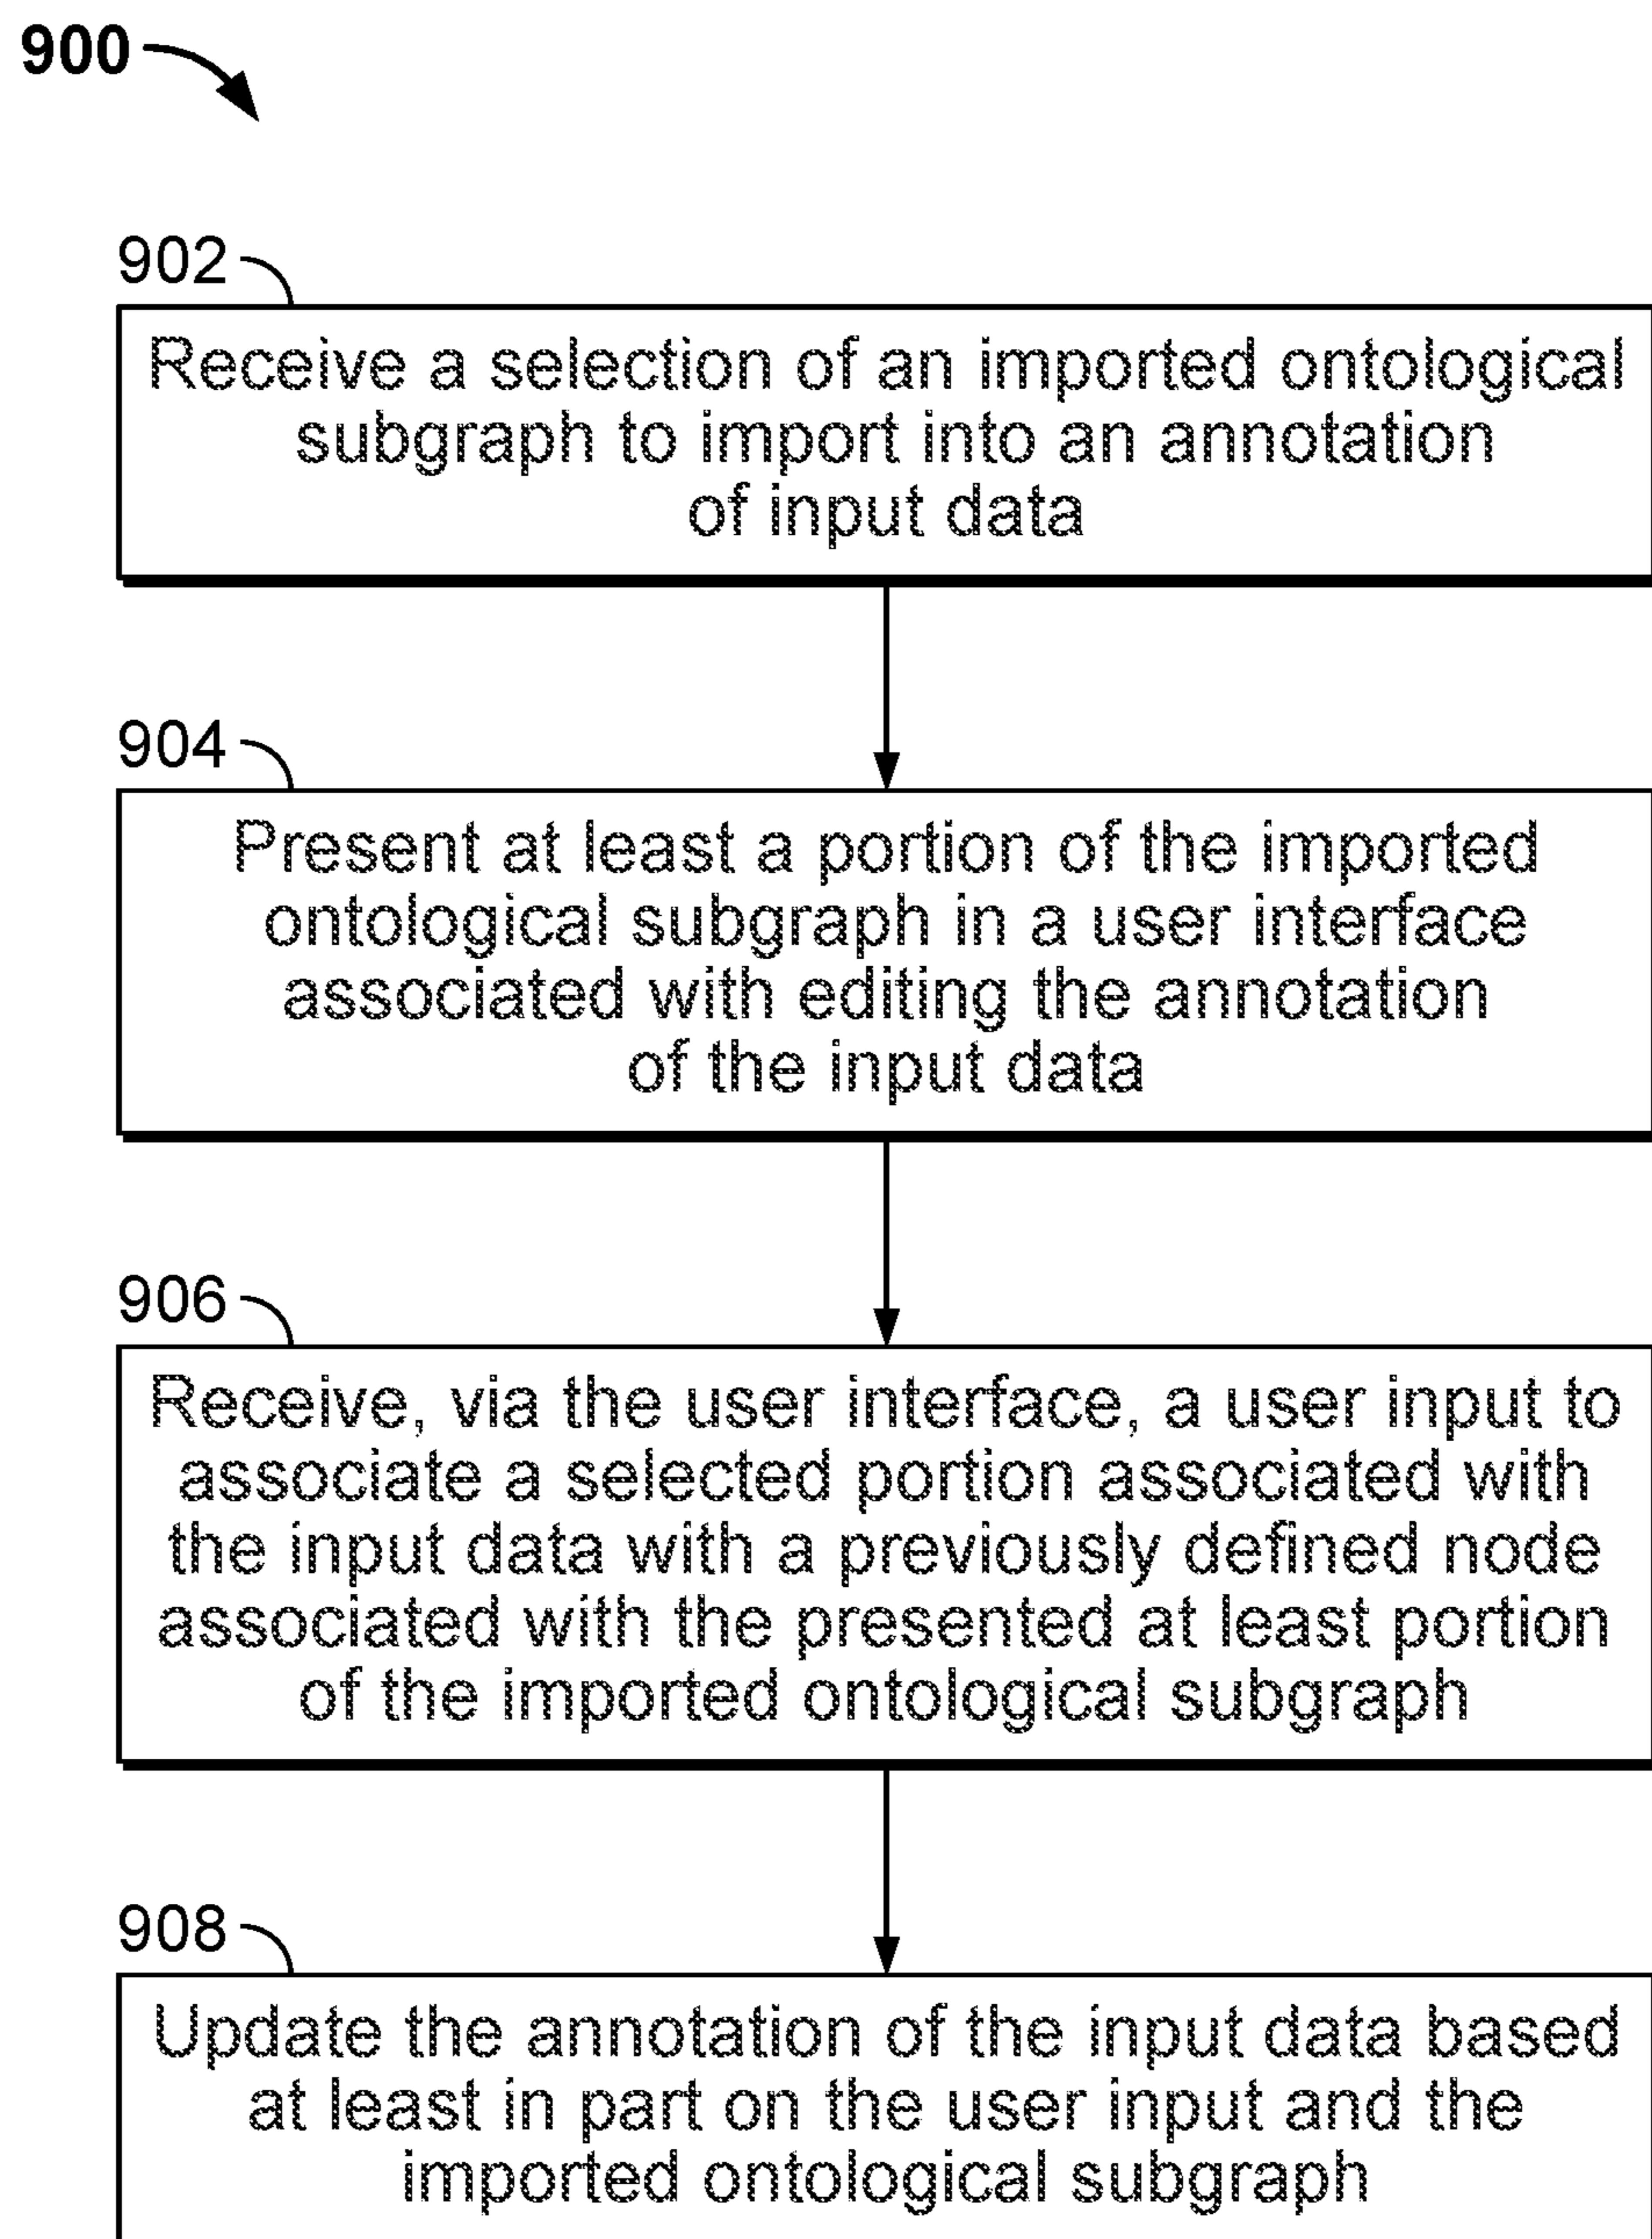 900
902
Receive a selection of an imported ontological
subgraph to import into an annotation
of input data
904
Present at least a portion of the imported
ontological subgraph in a user interface
associated with editing the annotation
of the input data
906
Receive, via the user interface, a user input to
associate a selected portion associated with
the input data with a previously defined node
associated with the presented at least portion
of the imported ontological subgraph
908
Update the annotation of the input data based
at least in part on the user input and the
imported ontological subgraph